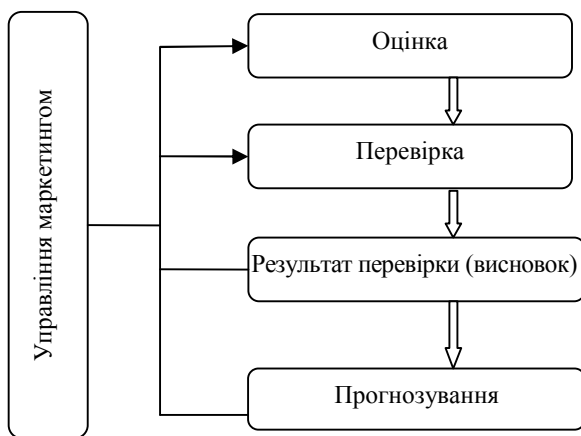 Управління маркетингом
Оцінка
Перевірка
Результат перевірки (висновок)
Прогнозування